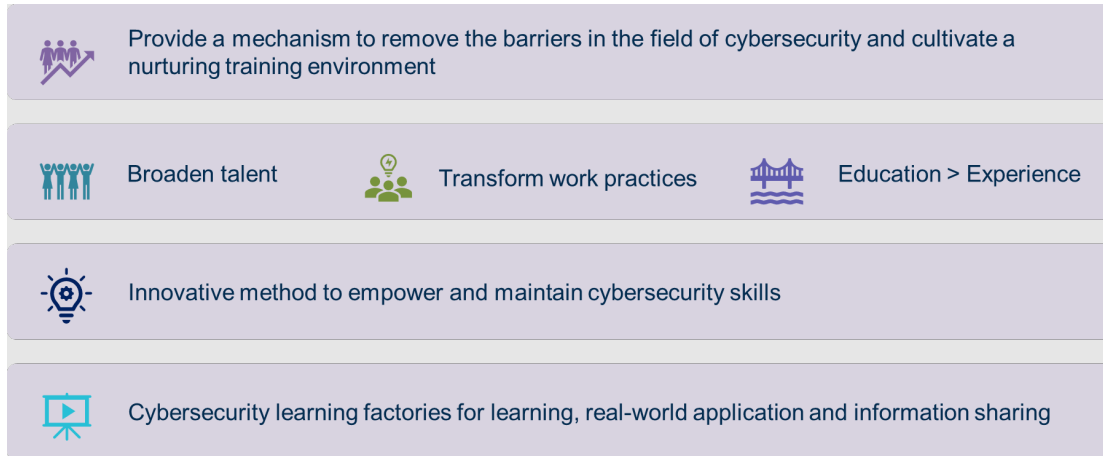 Provide a mechanism to remove the barriers in the field of cybersecurity and cultivate a
nurturing training environment
Broaden talent
Transform work practices
Education > Experience
Innovative method to empower and maintain cybersecurity skills
Cybersecurity learning factories for learning, real-world application and information sharing